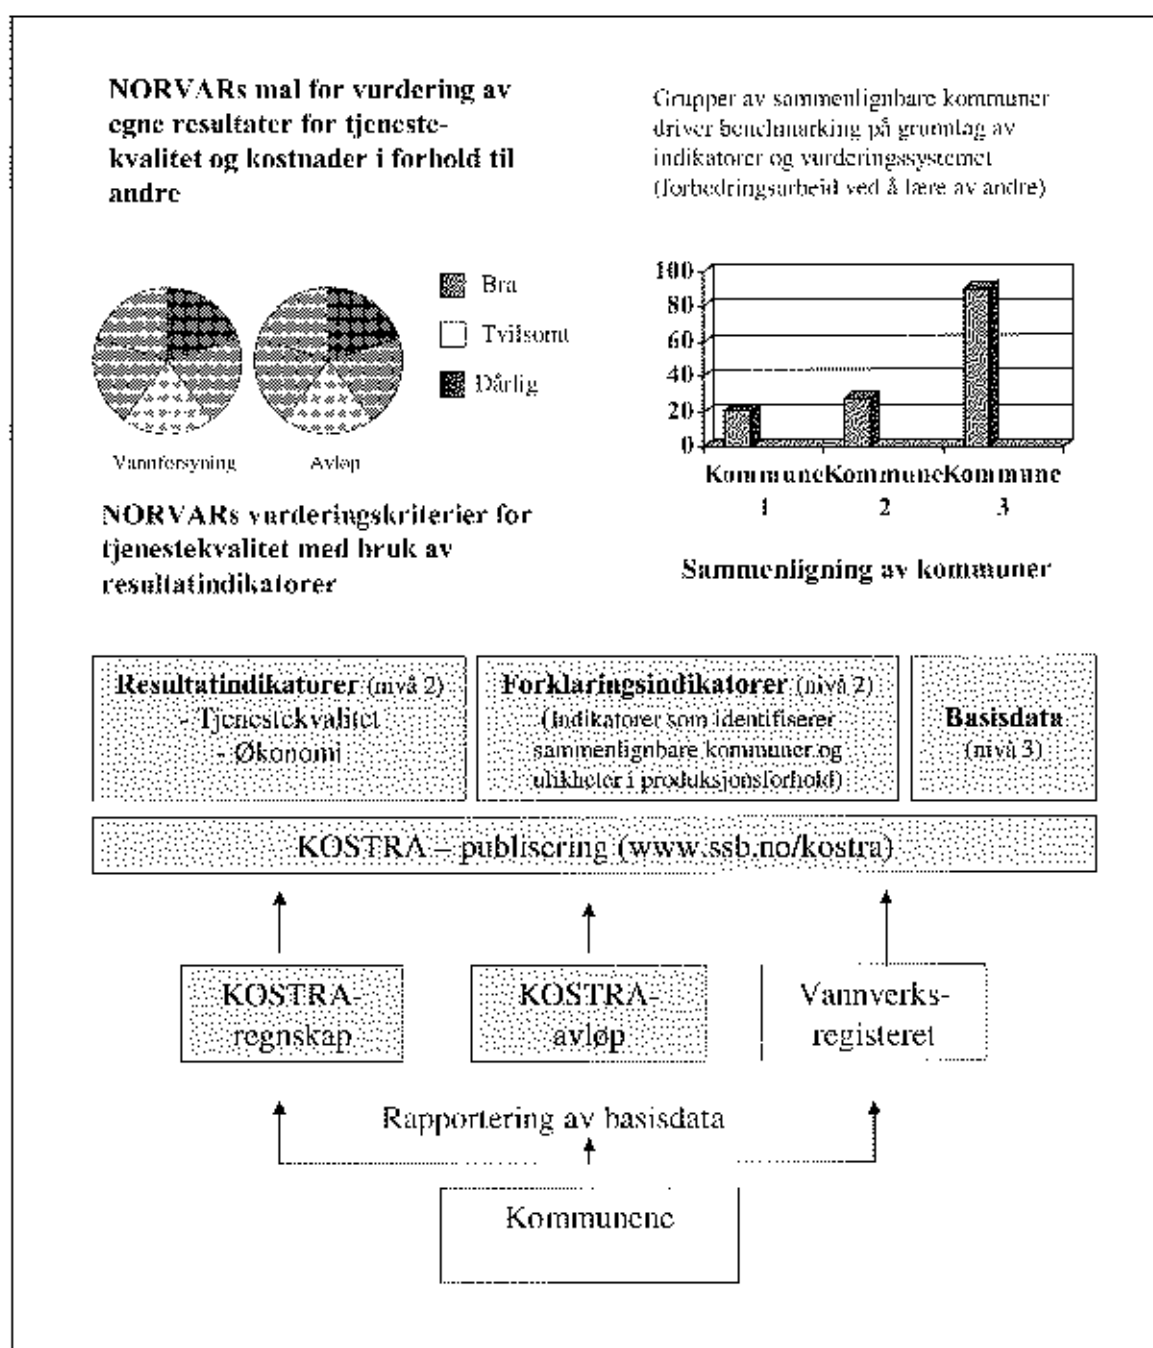 NORVARs mal for vurdering av
egne resultater for tjeneste-
kvalitet og kostnader i forhold til
andre
Grupper av sammenlignbare kommuner
driver benchmarking på grunnlag av
indikatorer og vurderingssystemet
(forbedringsarbeid ved å lære av andre)
Bra
Tvilsomt
Dårlig
Vannforsyning
Avløp
100
80
60
40
20
0
Kommune 1
Kommune 2
Kommune 3
NORVARs vurderingskriterier for
tjenestekvalitet med bruk av
resultatindikatorer
Sammenligning av kommuner
Resultatindikatorer (nivå 2)
- Tjenestekvalitet
- Økonomi
Forklaringsindikatorer (nivå 2)
(Indikatorer som identifiserer
sammenlignbare kommuner og
ulikheter i produksjonsforhold)
Basisdata
(nivå 3)
KOSTRA – publisering (www.ssb.no/kostra)
KOSTRA-
regnskap
KOSTRA-
avløp
Vannverks-
registeret
Rapportering av basisdata
Kommunene